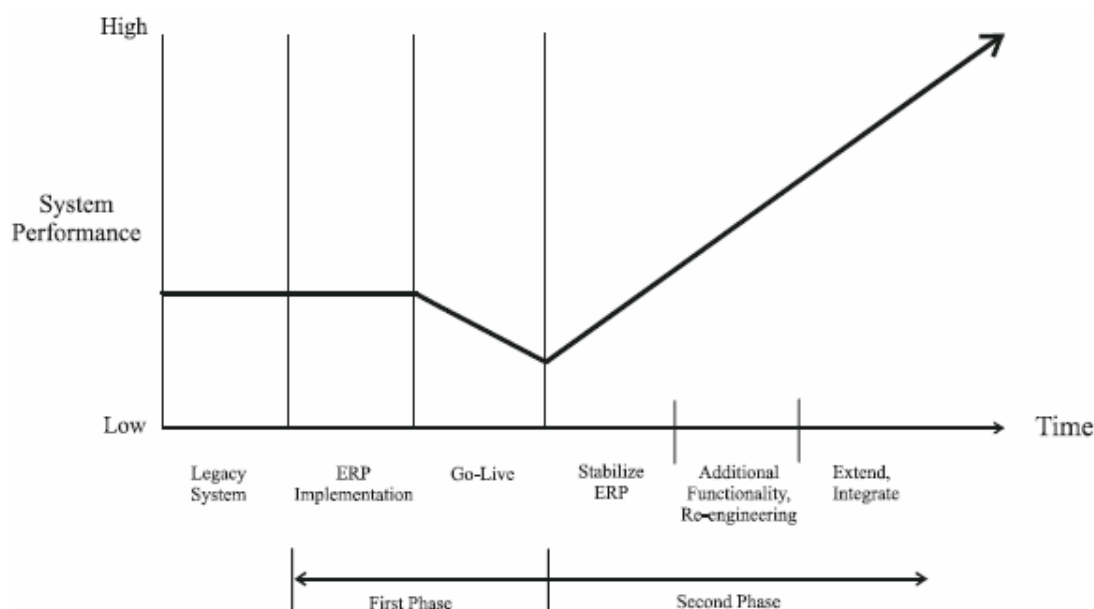 High
System
Performance
Low
Time
Legacy
System
ERP
Implementation
Go-Live
Stabilize
ERP
Additional
Functionality,
Re-engineering
Extend,
Integrate
First Phase
Second Phase